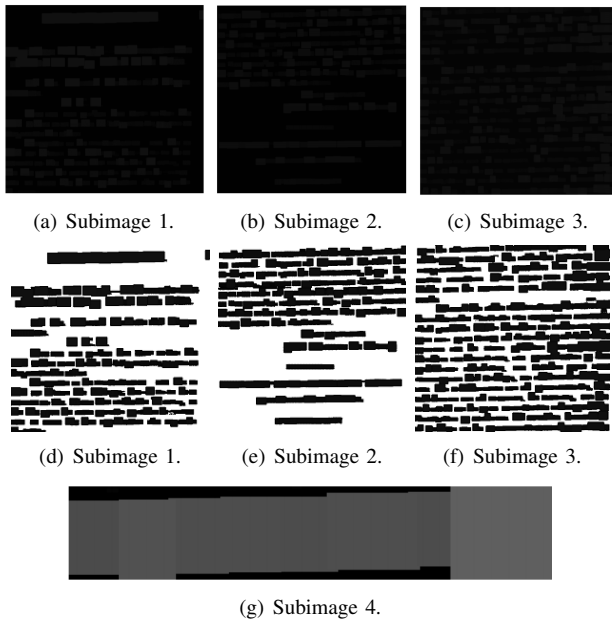 (a) Subimage 1.
(b) Subimage 2.
(c) Subimage 3.
(d) Subimage 1.
(e) Subimage 2.
(f) Subimage 3.
(g) Subimage 4.